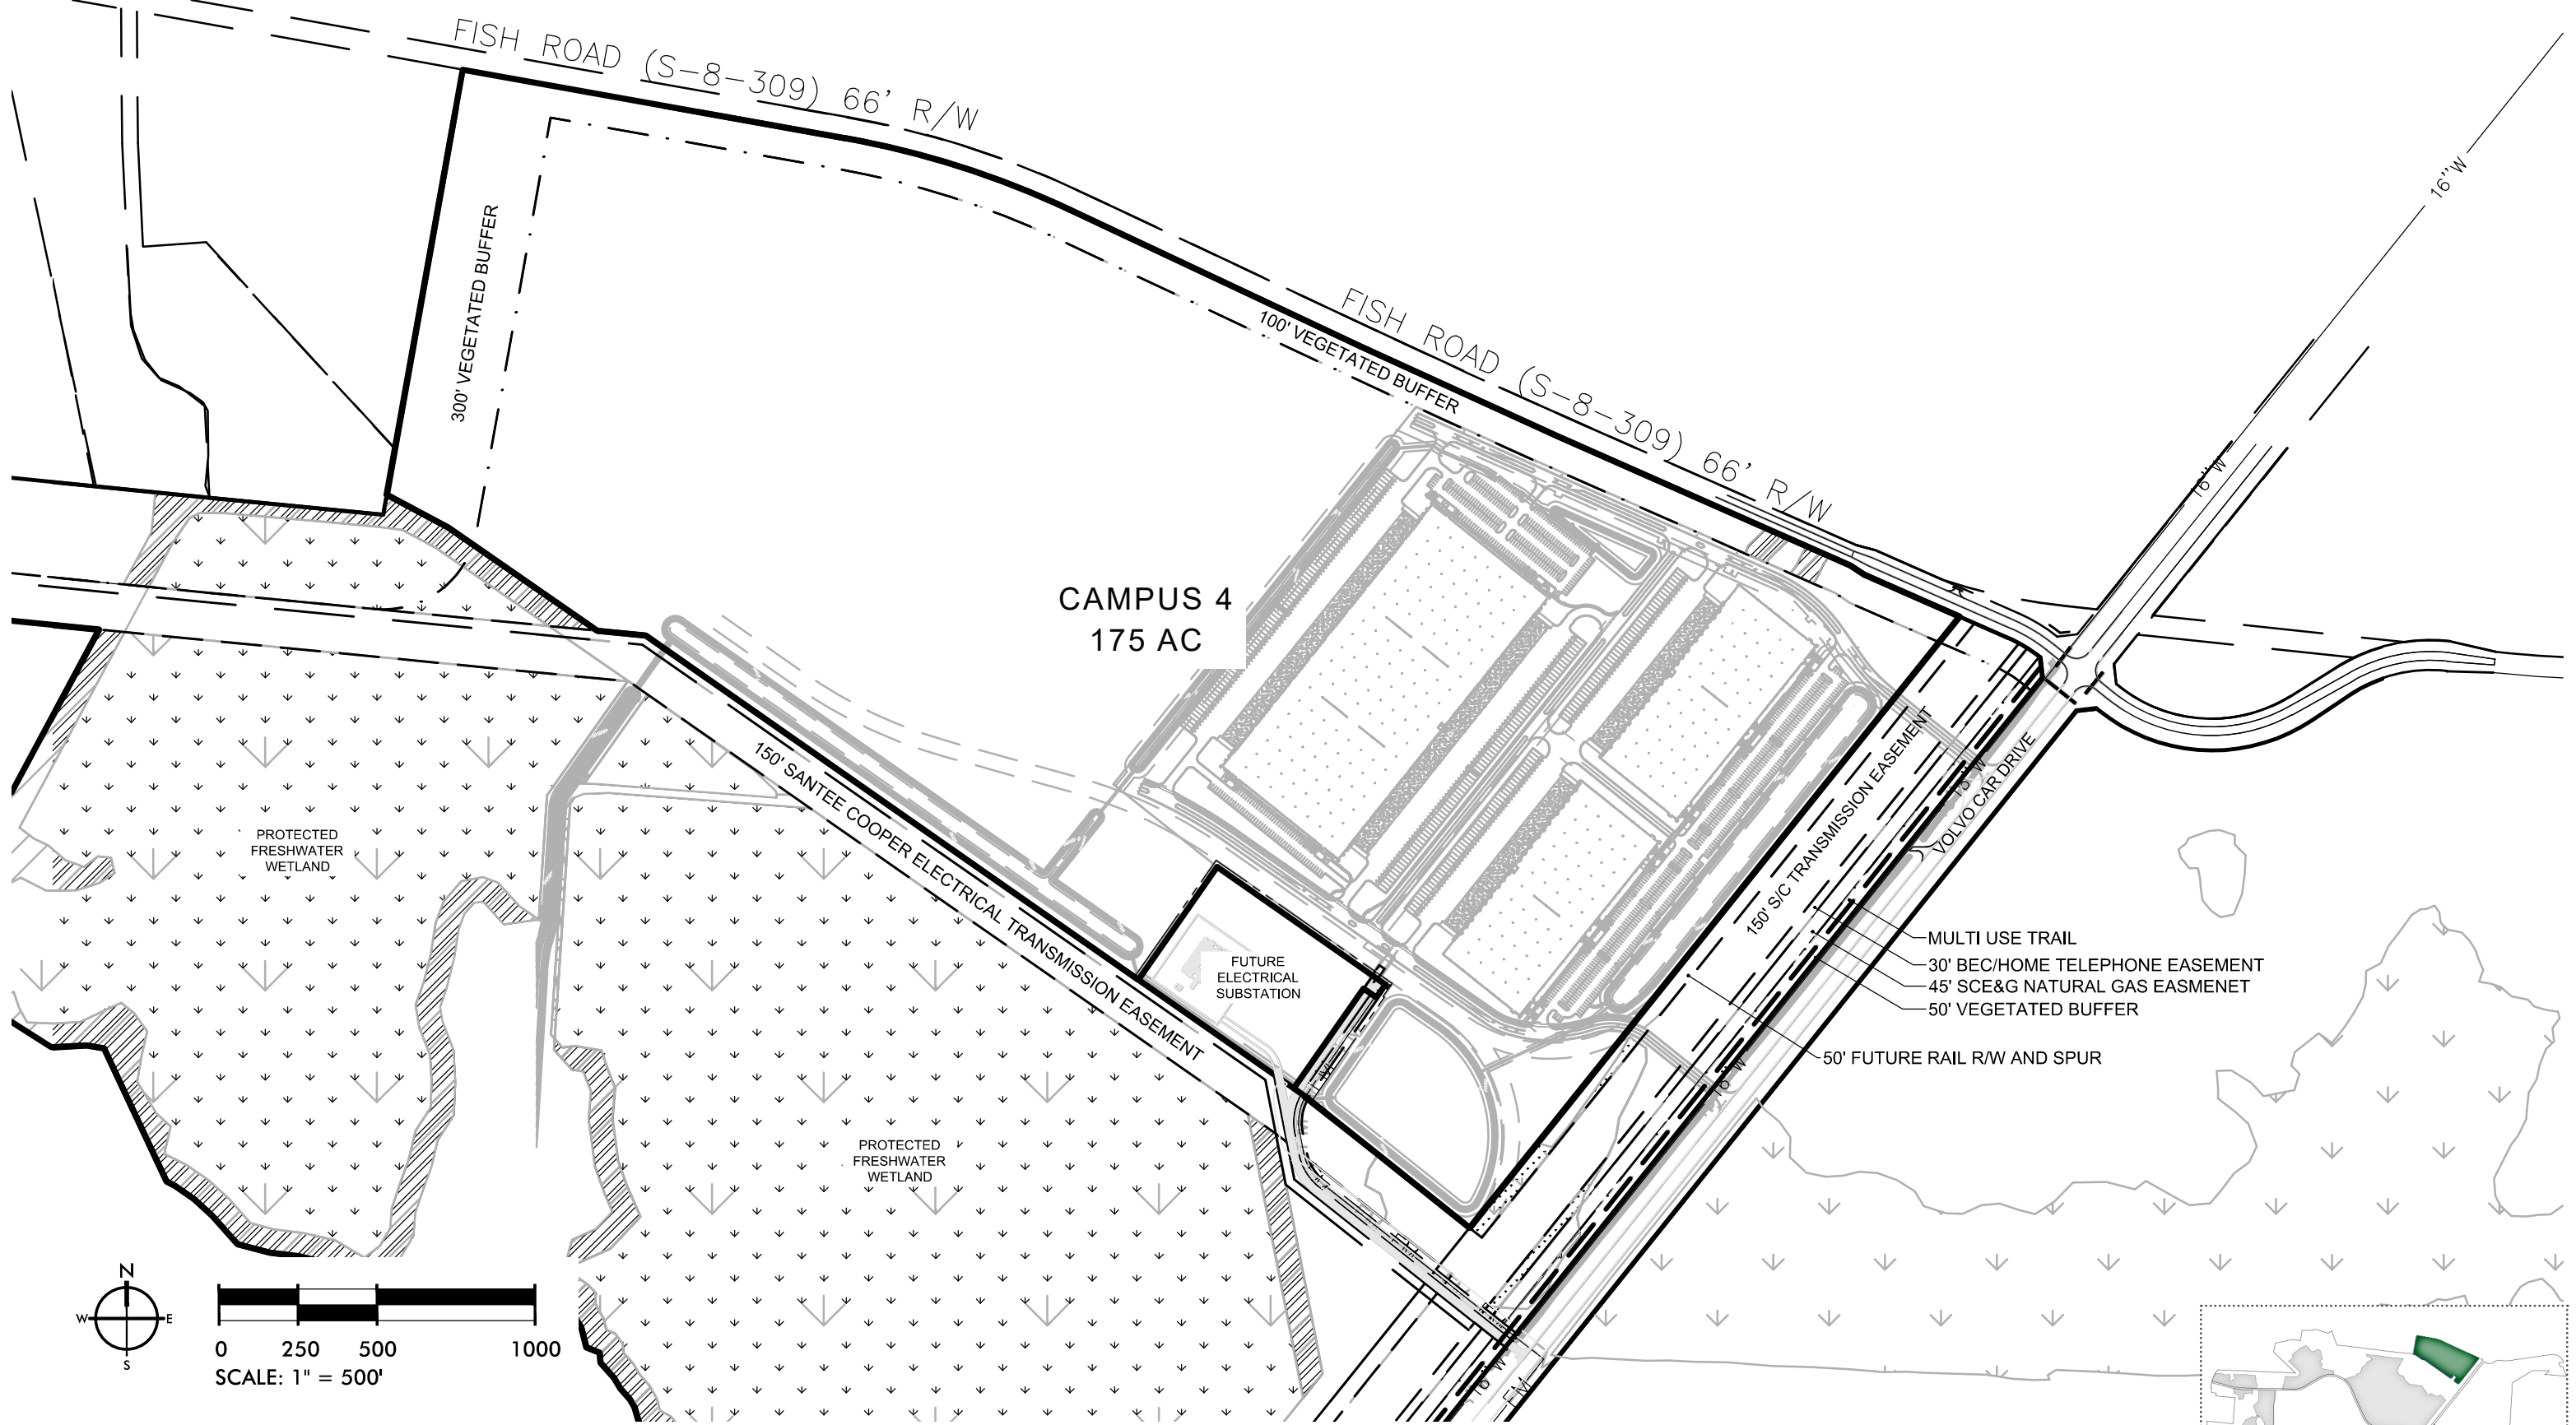 FISH ROAD (S-8-309) 66' R/W
16"W
300' VEGETATED BUFFER
100' VEGETATED BUFFER
FISH ROAD (S-8-309) 66' R/W
16" W
CAMPUS 4
175 AC
150' SANTEE COOPER ELECTRICAL TRANSMISSION EASEMENT
150' S/C TRANSMISSION EASEMENT
16" W
VOLVO CAR DRIVE
PROTECTED
FRESHWATER
WETLAND
FUTURE
ELECTRICAL
SUBSTATION
MULTI USE TRAIL
30' BEC/HOME TELEPHONE EASEMENT
45' SCE&G NATURAL GAS EASMENET
50' VEGETATED BUFFER
50' FUTURE RAIL R/W AND SPUR
16" W
PROTECTED
FRESHWATER
WETLAND
N
W
E
S
0 250 500 1000
SCALE: 1" = 500'
16" W
FM